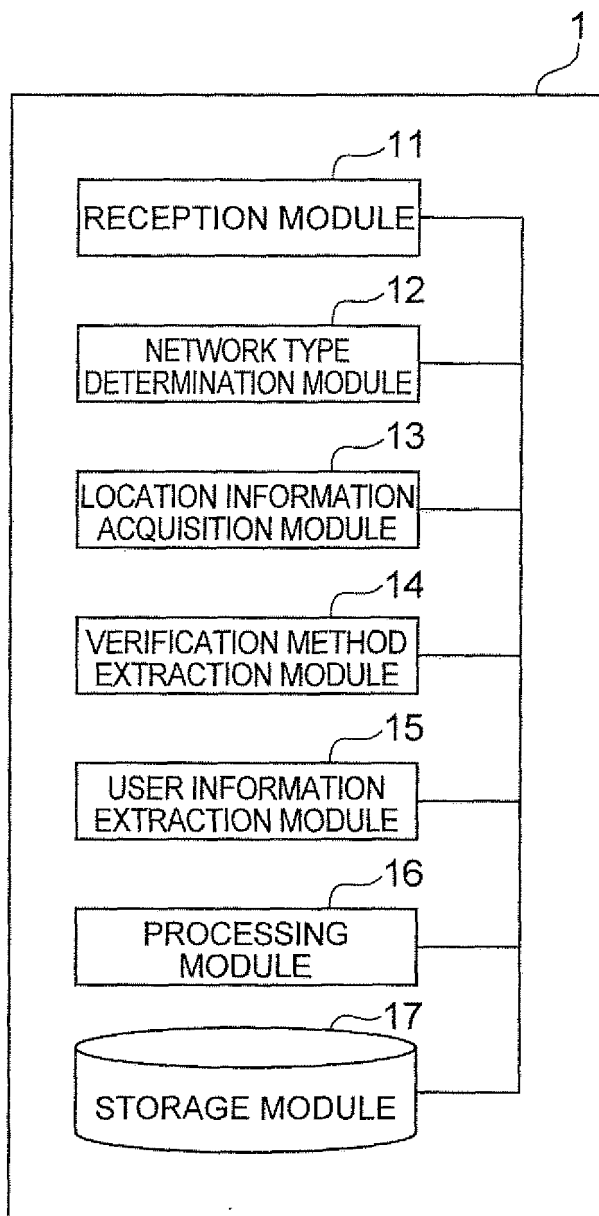 1
11
RECEPTION MODULE
12
NETWORK TYPE
DETERMINATION MODULE
13
LOCATION INFORMATION
ACQUISITION MODULE
14
VERIFICATION METHOD
EXTRACTION MODULE
15
USER INFORMATION
EXTRACTION MODULE
16
PROCESSING
MODULE
17
STORAGE MODULE